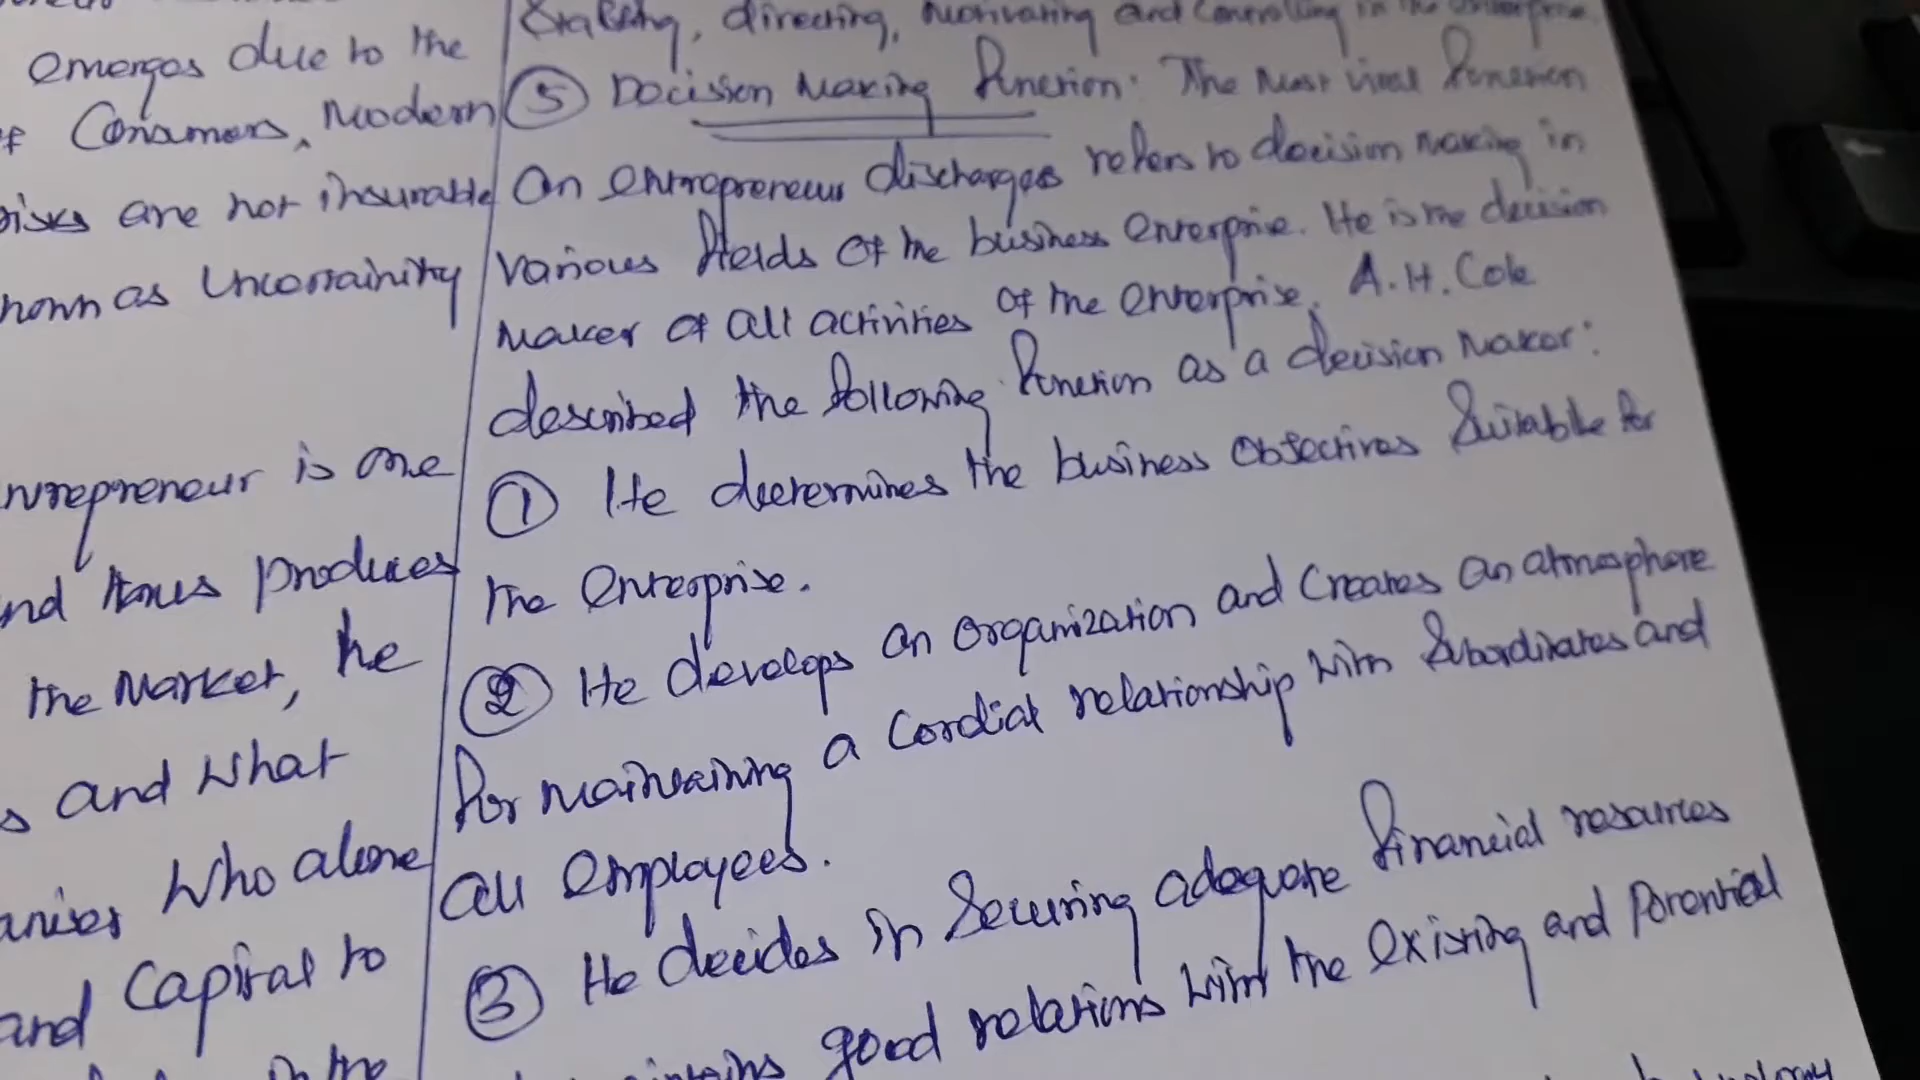 emerges due to the
of Consumers, Modern
risks are not insurable
known as Uncertainity
entrepreneur is one
and thus produces
the Market, he
and what
who alone
and Capital to
in the
Staffing, directing, Motivating and Controlling in the enterprise.
5 Decision Making function: The Most vital function
an entrepreneur discharges refers to decision Making in
various fields of the business Enterprise. He is the decision
Maker of all activities of the enterprise. A.H. Cole
described the following function as a decision Maker:
1 He determines the business objectives Suitable for
the Enterprise.
2 He develops an organization and Creates an atmosphere
for maintaining a Cordial relationship with Subordinates and
all employees.
3 He decides in Securing adequate financial resources
good relations with the existing and potential